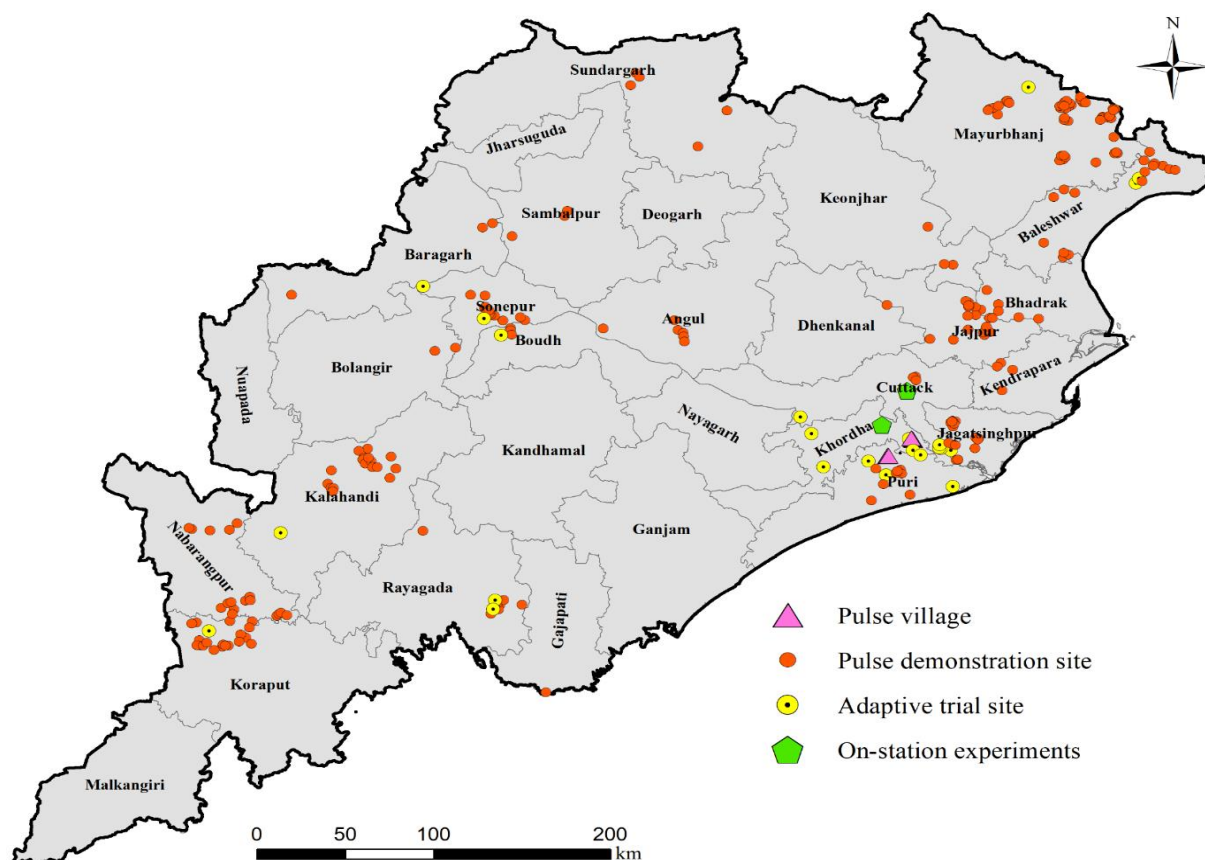 N
Sundargarh
Jharsuguda
Mayurbhanj
Keonjhar
Sambalpur
Deogarh
Baleshwar
Baragarh
Sonepur
Angul
Bhadrak
Dhenkanal
Jajpur
Boudh
Bolangir
Nuapada
Cuttack
Kendrapara
Nayagarh
Khordha
Jagatsinghpur
Kandhamal
Puri
Kalahandi
Ganjam
Nabarangpur
Rayagada
Gajapati
Koraput
Malkangiri
Pulse village
Pulse demonstration site
Adaptive trial site
On-station experiments
0 50 100 200
km